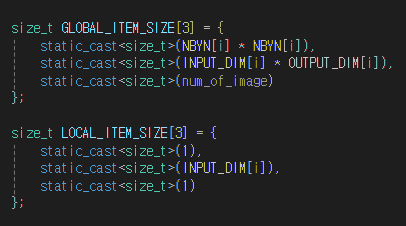 size_t GLOBAL_ITEM_SIZE[3] = {
static_cast<size_t>(NBYN[i] * NBYN[i]),
static_cast<size_t>(INPUT_DIM[i] * OUTPUT_DIM[i]),
static_cast<size_t>(num_of_image)
};
size_t LOCAL_ITEM_SIZE[3] = {
static_cast<size_t>(1),
static_cast<size_t>(INPUT_DIM[i]),
static_cast<size_t>(1)
};